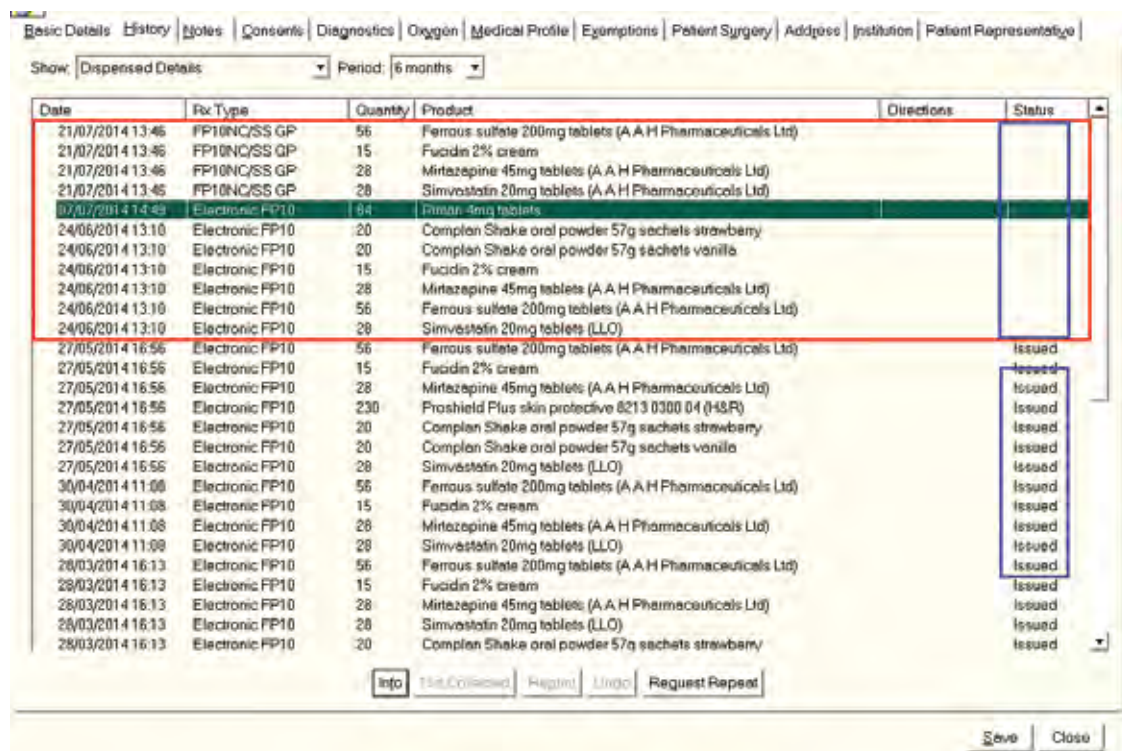 Basic Details History Notes Consents Diagnostics Oxygen Medical Profile Exemptions Patient Surgery Address Institution Patient Representative
Show: Dispensed Details Period: 6 months
Date Rx Type Quantity Product Directions Status
21/07/2014 13:46 FP10NC/SS GP 56 Ferrous sulfate 200mg tablets (A A H Pharmaceuticals Ltd)
21/07/2014 13:46 FP10NC/SS GP 15 Fucidin 2% cream
21/07/2014 13:46 FP10NC/SS GP 28 Mirtazapine 45mg tablets (A A H Pharmaceuticals Ltd)
21/07/2014 13:46 FP10NC/SS GP 28 Simvastatin 20mg tablets (A A H Pharmaceuticals Ltd)
07/07/2014 14:49 Electronic FP10 84 4mg tablets
24/06/2014 13:10 Electronic FP10 20 Complan Shake oral powder 57g sachets strawberry
24/06/2014 13:10 Electronic FP10 20 Complan Shake oral powder 57g sachets vanilla
24/06/2014 13:10 Electronic FP10 15 Fucidin 2% cream
24/06/2014 13:10 Electronic FP10 28 Mirtazapine 45mg tablets (A A H Pharmaceuticals Ltd)
24/06/2014 13:10 Electronic FP10 56 Ferrous sulfate 200mg tablets (A A H Pharmaceuticals Ltd)
24/06/2014 13:10 Electronic FP10 28 Simvastatin 20mg tablets (LLO)
27/05/2014 16:56 Electronic FP10 56 Ferrous sulfate 200mg tablets (A A H Pharmaceuticals Ltd) Issued
27/05/2014 16:56 Electronic FP10 15 Fucidin 2% cream Issued
27/05/2014 16:56 Electronic FP10 28 Mirtazapine 45mg tablets (A A H Pharmaceuticals Ltd) Issued
27/05/2014 16:56 Electronic FP10 230 Proshield Plus skin protective 8213 0300 04 (H&R) Issued
27/05/2014 16:56 Electronic FP10 20 Complan Shake oral powder 57g sachets strawberry Issued
27/05/2014 16:56 Electronic FP10 20 Complan Shake oral powder 57g sachets vanilla Issued
27/05/2014 16:56 Electronic FP10 28 Simvastatin 20mg tablets (LLO) Issued
30/04/2014 11:08 Electronic FP10 56 Ferrous sulfate 200mg tablets (A A H Pharmaceuticals Ltd) Issued
30/04/2014 11:08 Electronic FP10 15 Fucidin 2% cream Issued
30/04/2014 11:08 Electronic FP10 28 Mirtazapine 45mg tablets (A A H Pharmaceuticals Ltd) Issued
30/04/2014 11:08 Electronic FP10 28 Simvastatin 20mg tablets (LLO) Issued
28/03/2014 16:13 Electronic FP10 56 Ferrous sulfate 200mg tablets (A A H Pharmaceuticals Ltd) Issued
28/03/2014 16:13 Electronic FP10 15 Fucidin 2% cream Issued
28/03/2014 16:13 Electronic FP10 28 Mirtazapine 45mg tablets (A A H Pharmaceuticals Ltd) Issued
28/03/2014 16:13 Electronic FP10 28 Simvastatin 20mg tablets (LLO) Issued
28/03/2014 16:13 Electronic FP10 20 Complan Shake oral powder 57g sachets strawberry Issued
Info Not Collected Reprint Undo Request Repeat
Save Close